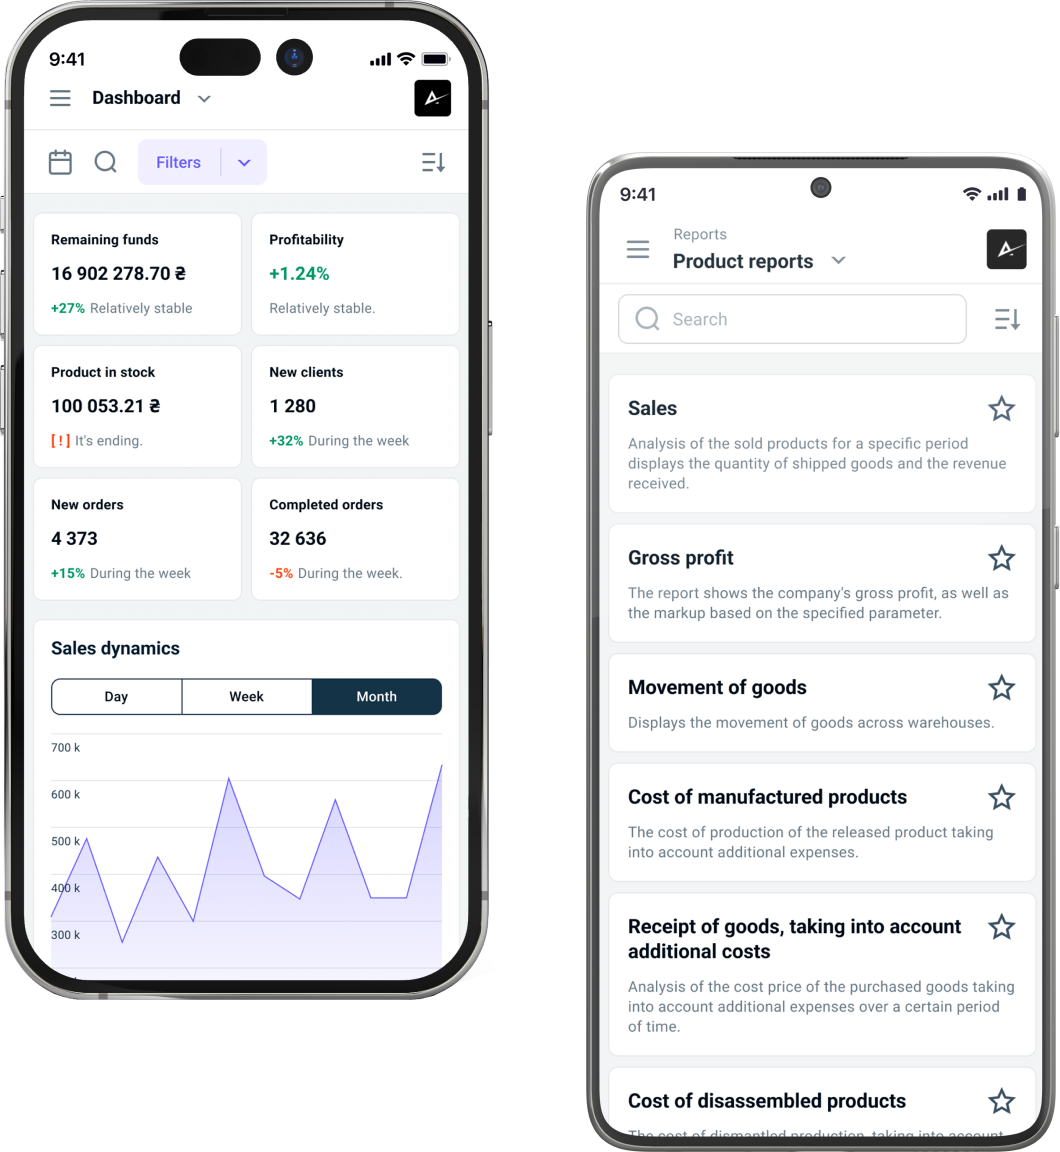 9:41
Dashboard
Filters
Remaining funds
16 902 278.70 ₴
+27% Relatively stable
Profitability
+1.24%
Relatively stable.
Product in stock
100 053.21 ₴
[ ! ] It's ending.
New clients
1 280
+32% During the week
New orders
4 373
+15% During the week
Completed orders
32 636
-5% During the week.
Sales dynamics
Day
Week
Month
700 k
600 k
500 k
400 k
300 k
9:41
Reports
Product reports
Search
Sales
Analysis of the sold products for a specific period
displays the quantity of shipped goods and the revenue
received.
Gross profit
The report shows the company's gross profit, as well as
the markup based on the specified parameter.
Movement of goods
Displays the movement of goods across warehouses.
Cost of manufactured products
The cost of production of the released product taking
into account additional expenses.
Receipt of goods, taking into account
additional costs
Analysis of the cost price of the purchased goods taking
into account additional expenses over a certain period
of time.
Cost of disassembled products
The cost of dismantled production, taking into account